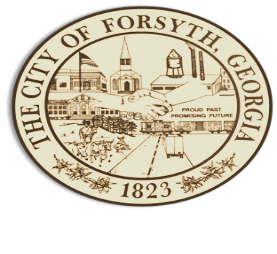 THE CITY OF FORSYTH, GEORGIA
PROUD PAST
PROMISING FUTURE
1823